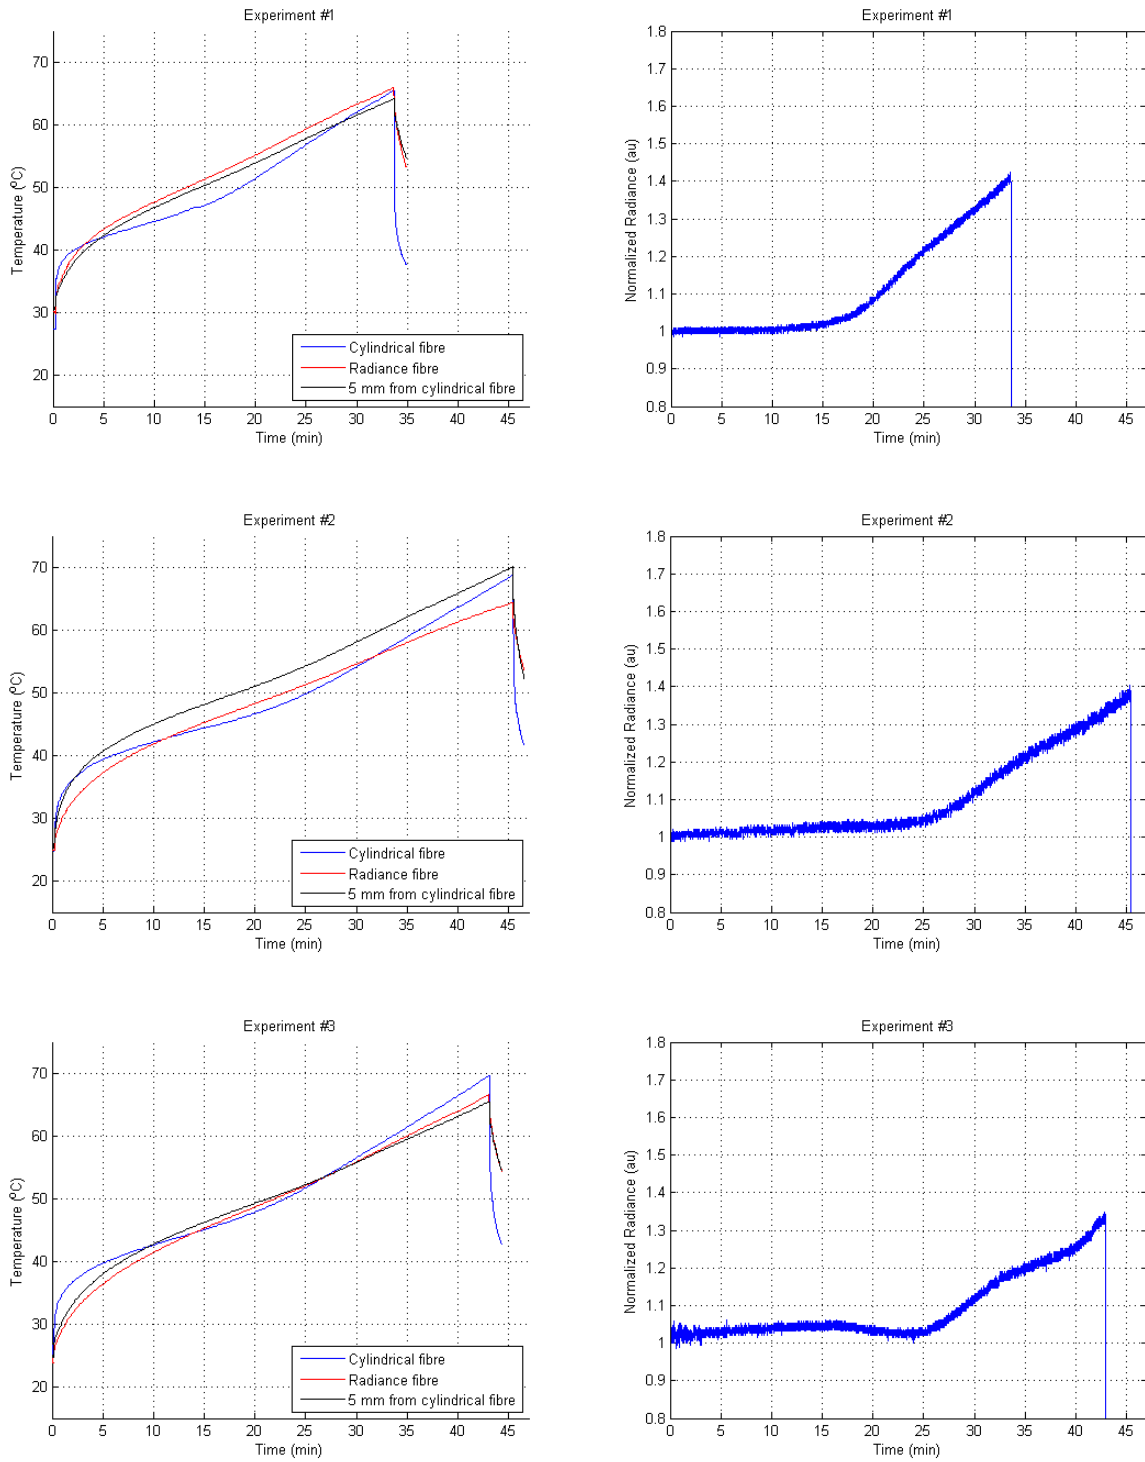 Experiment #1
Temperature (°C)
70
60
50
40
30
20
0 5 10 15 20 25 30 35 40 45
Time (min)
Cylindrical fibre
Radiance fibre
5 mm from cylindrical fibre
Experiment #1
Normalized Radiance (au)
1.8
1.7
1.6
1.5
1.4
1.3
1.2
1.1
1
0.9
0.8
0 5 10 15 20 25 30 35 40 45
Time (min)
Experiment #2
Temperature (°C)
70
60
50
40
30
20
0 5 10 15 20 25 30 35 40 45
Time (min)
Cylindrical fibre
Radiance fibre
5 mm from cylindrical fibre
Experiment #2
Normalized Radiance (au)
1.8
1.7
1.6
1.5
1.4
1.3
1.2
1.1
1
0.9
0.8
0 5 10 15 20 25 30 35 40 45
Time (min)
Experiment #3
Temperature (°C)
70
60
50
40
30
20
0 5 10 15 20 25 30 35 40 45
Time (min)
Cylindrical fibre
Radiance fibre
5 mm from cylindrical fibre
Experiment #3
Normalized Radiance (au)
1.8
1.7
1.6
1.5
1.4
1.3
1.2
1.1
1
0.9
0.8
0 5 10 15 20 25 30 35 40 45
Time (min)